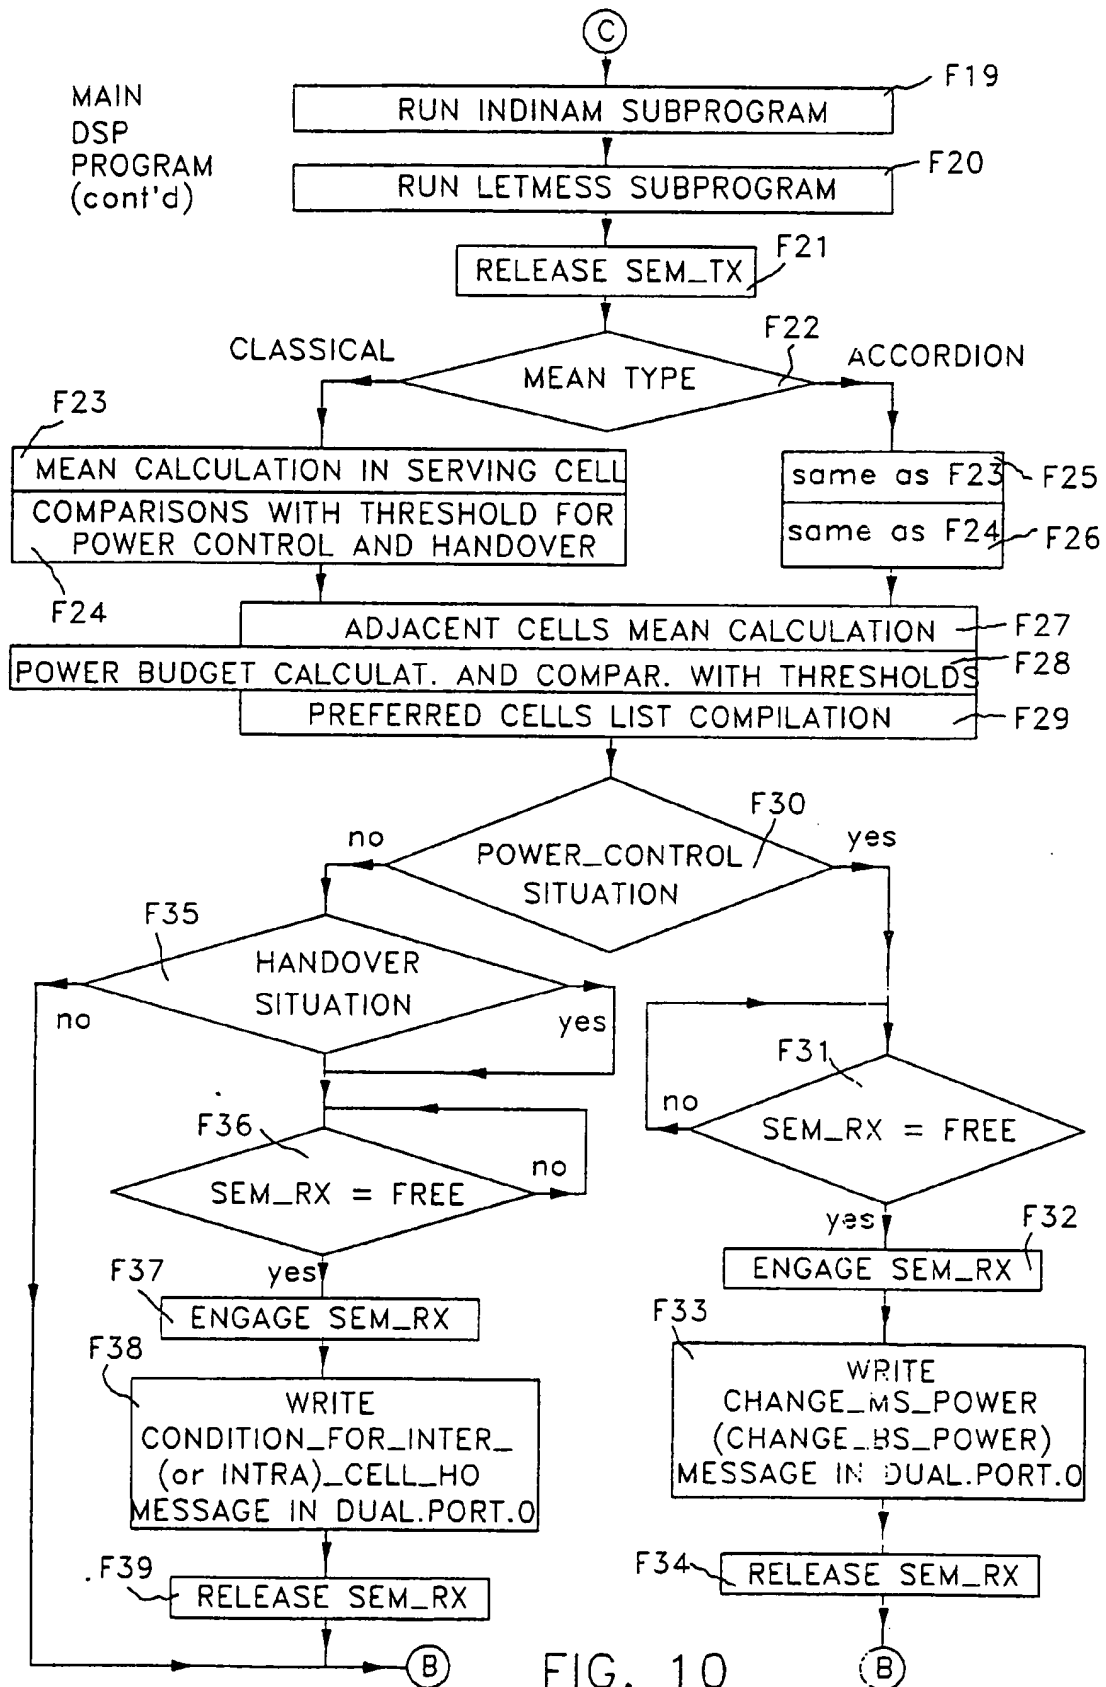 C
MAIN
DSP
PROGRAM
(cont'd)
RUN INDINAM SUBPROGRAM
F19
RUN LETMESS SUBPROGRAM
F20
RELEASE SEM_TX
F21
CLASSICAL
MEAN TYPE
F22
ACCORDION
F23
MEAN CALCULATION IN SERVING CELL
COMPARISONS WITH THRESHOLD FOR
POWER CONTROL AND HANDOVER
F24
same as F23
F25
same as F24
F26
ADJACENT CELLS MEAN CALCULATION
F27
POWER BUDGET CALCULAT. AND COMPAR. WITH THRESHOLDS
F28
PREFERRED CELLS LIST COMPILATION
F29
no
POWER_CONTROL
SITUATION
F30
yes
F35
HANDOVER
SITUATION
no
yes
F31
no
SEM_RX = FREE
yes
F36
SEM_RX = FREE
no
yes
F32
ENGAGE SEM_RX
F37
ENGAGE SEM_RX
F33
WRITE
CHANGE_MS_POWER
(CHANGE_BS_POWER)
MESSAGE IN DUAL.PORT.0
F38
WRITE
CONDITION_FOR_INTER_
(or INTRA)_CELL_HO
MESSAGE IN DUAL.PORT.0
F34
RELEASE SEM_RX
F39
RELEASE SEM_RX
B
FIG. 10
B